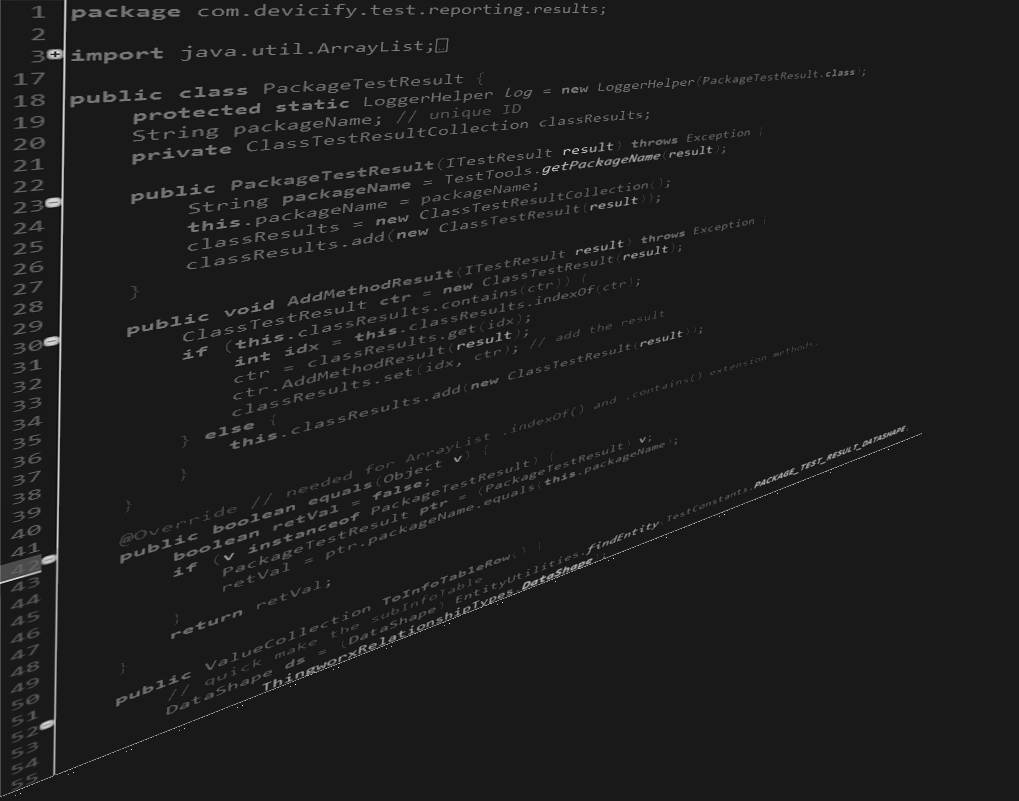 1 package com.devicify.test.reporting.results;
2
3 import java.util.ArrayList;
17
18 public class PackageTestResult {
19 protected static LoggerHelper log = new LoggerHelper(PackageTestResult.class);
20 String packageName; // unique ID
21 private ClassTestResultCollection classResults;
22
23 public PackageTestResult(ITestResult result) throws Exception {
24 String packageName = TestTools.getPackageName(result);
25 this.packageName = packageName;
26 classResults = new ClassTestResultCollection();
27 classResults.add(new ClassTestResult(result));
28 }
29
30 public void AddMethodResult(ITestResult result) throws Exception {
31 ClassTestResult ctr = new ClassTestResult(result);
32 if (this.classResults.contains(ctr)) {
33 int idx = this.classResults.indexOf(ctr);
34 ctr = classResults.get(idx);
35 ctr.AddMethodResult(result);
36 classResults.set(idx, ctr); // add the result
37 } else {
38 this.classResults.add(new ClassTestResult(result));
39 }
40 }
41 @Override // needed for ArrayList .indexOf() and .contains() extension methods.
42 public boolean equals(Object v) {
43 boolean retVal = false;
44 if (v instanceof PackageTestResult) {
45 PackageTestResult ptr = (PackageTestResult) v;
46 retVal = ptr.packageName.equals(this.packageName);
47 }
48 return retVal;
49 }
50
51
52 public ValueCollection ToInfoTableRow() {
53 // quick make the subInfoTable
54 DataShape ds = (DataShape) EntityUtilities.findEntity(TestConstants.PACKAGE_TEST_RESULT_DATASHAPE,
55 ThingworxRelationshipTypes.DataShape);